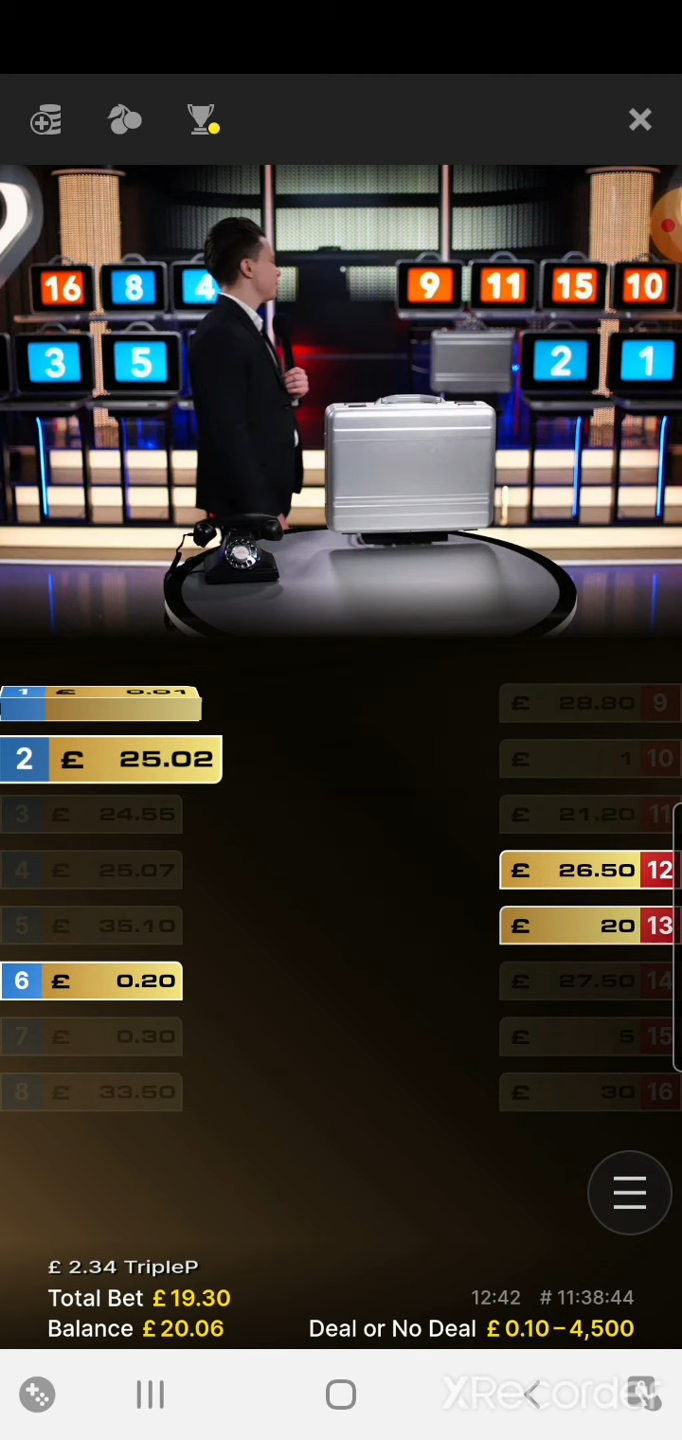 16 8 4 9 11 15 10
3 5 2 1
1 £ 0.01
£ 28.80 9
2 £ 25.02
£ 1 10
3 £ 24.55
£ 21.20 11
4 £ 25.07
£ 26.50 12
5 £ 35.10
£ 20 13
6 £ 0.20
£ 27.50 14
7 £ 0.30
£ 5 15
8 £ 33.50
£ 30 16
£ 2.34 TripleP
Total Bet £19.30
12:42 # 11:38:44
Balance £20.06
Deal or No Deal £0.10–4,500
XRecorder